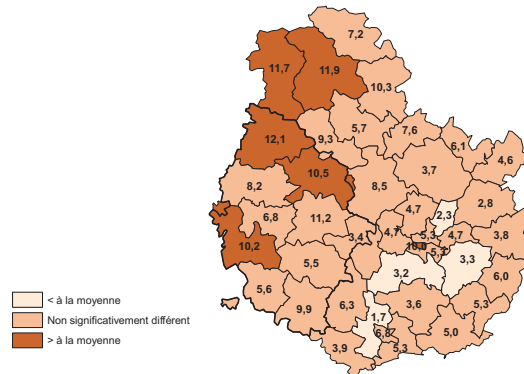 7,2
11,7 11,9
10,3
12,1 9,3 5,7 7,6
6,1
4,6
10,5 3,7
8,2 8,5
2,8
6,8 11,2 4,7 2,3
3,4 4,7 5,3 4,7 3,8
10,2 5,5 3,3
3,2 6,0
5,6
9,9 6,3 3,6 5,3
1,7
6,8 5,0
3,9 5,3
< à la moyenne
Non significativement différent
> à la moyenne